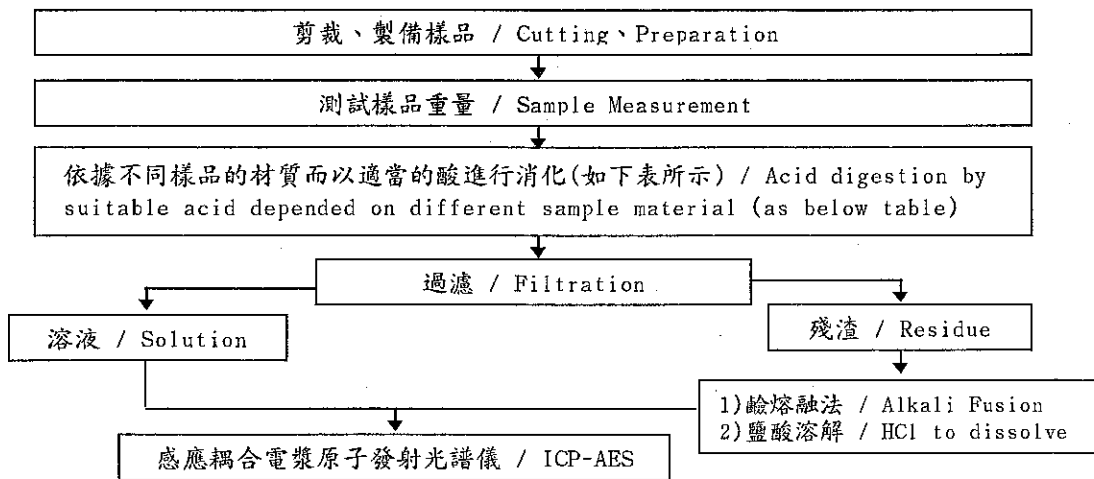 剪裁、製備樣品 / Cutting、Preparation
測試樣品重量 / Sample Measurement
依據不同樣品的材質而以適當的酸進行消化(如下表所示) / Acid digestion by
suitable acid depended on different sample material (as below table)
過濾 / Filtration
溶液 / Solution
殘渣 / Residue
1)鹼熔融法 / Alkali Fusion
2)鹽酸溶解 / HCl to dissolve
感應耦合電漿原子發射光譜儀 / ICP-AES